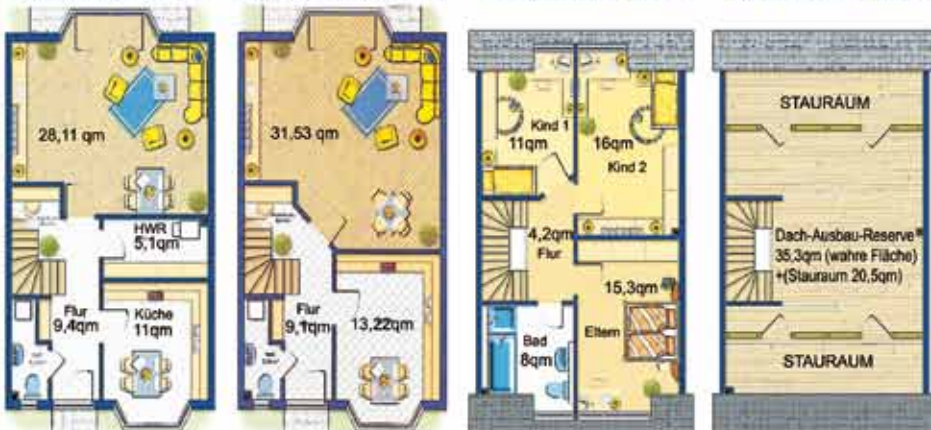 28,11 qm
HWR
5,1qm
Flur
9,4qm
Küche
11qm
31,53 qm
Flur
9,1qm
13,22qm
Kind 1
11qm
16qm
Kind 2
4,2qm
Flur
15,3qm
Eltern
Bad
8qm
STAURAUM
Dach-Ausbau-Reserve*
35,3qm (wahre Fläche)
+(Stauraum 20,5qm)
STAURAUM